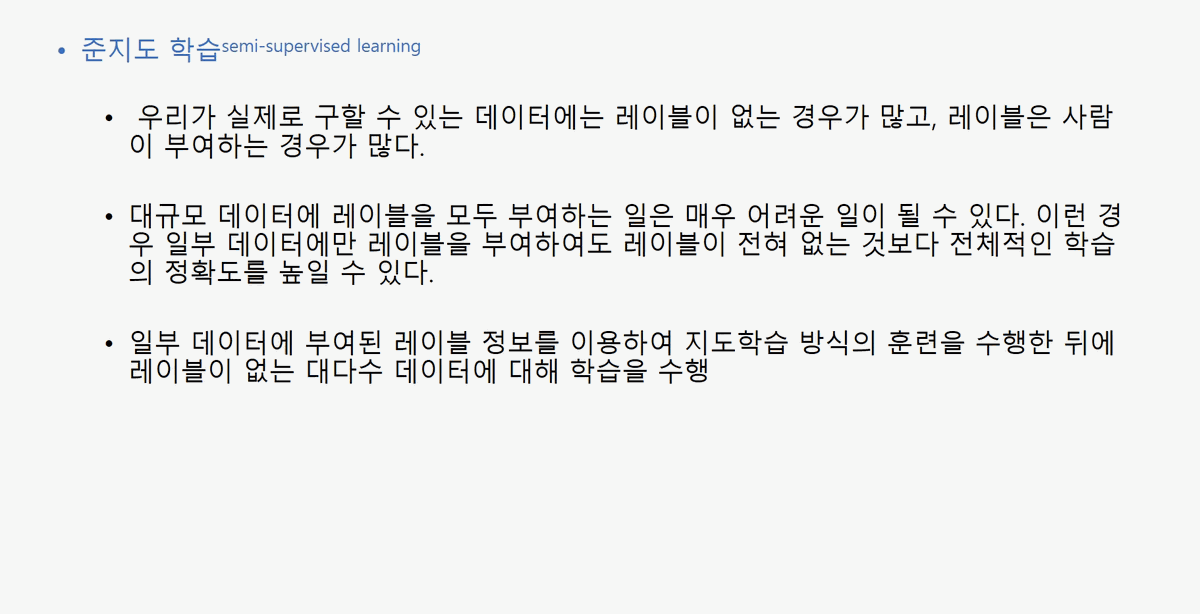 • 준지도 학습semi-supervised learning
• 우리가 실제로 구할 수 있는 데이터에는 레이블이 없는 경우가 많고, 레이블은 사람
이 부여하는 경우가 많다.
• 대규모 데이터에 레이블을 모두 부여하는 일은 매우 어려운 일이 될 수 있다. 이런 경
우 일부 데이터에만 레이블을 부여하여도 레이블이 전혀 없는 것보다 전체적인 학습
의 정확도를 높일 수 있다.
• 일부 데이터에 부여된 레이블 정보를 이용하여 지도학습 방식의 훈련을 수행한 뒤에
레이블이 없는 대다수 데이터에 대해 학습을 수행